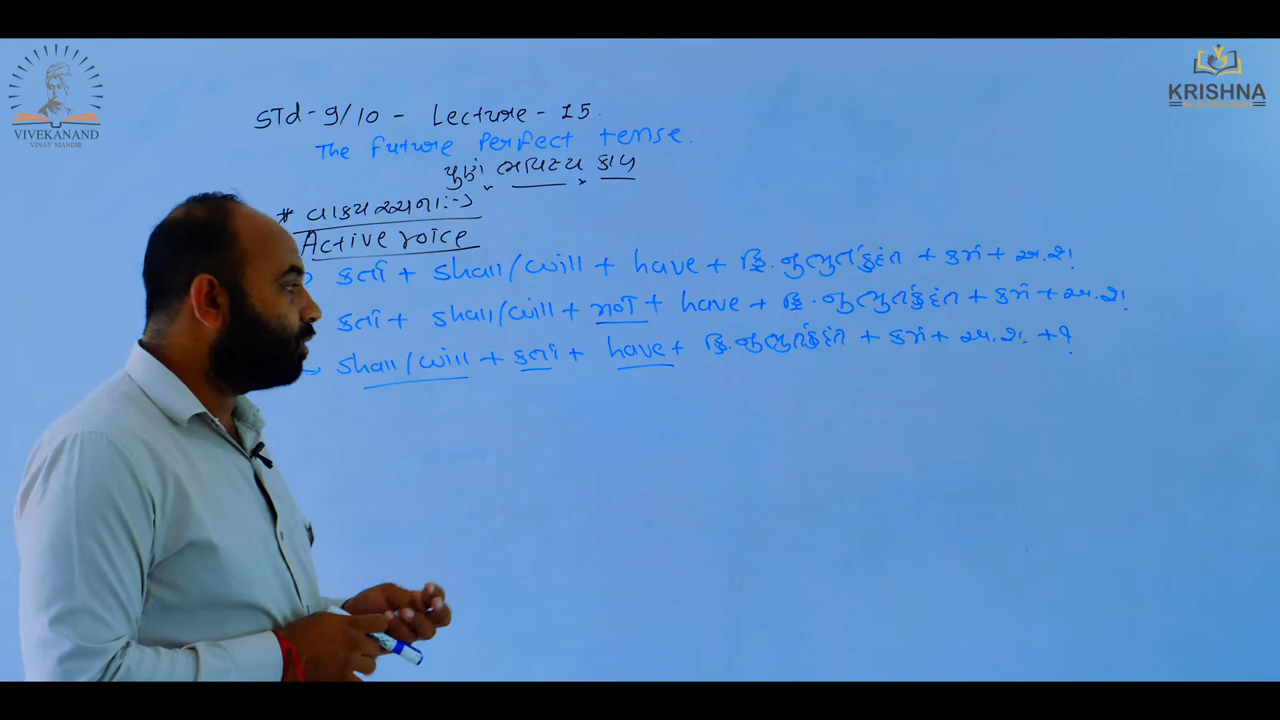 VIVEKANAND
VINAY MANDIR
KRISHNA
STd-9/10 - Lecture - 15.
The Future Perfect tense.
પુર્ણ ભવિષ્ય કાળ
* વાક્ય રચના :->
Active voice
કર્તા + shall/will + have + ક્રિ.નુભુતકૃદંત + કર્મ + અ.શ.
કર્તા + shall/will + not + have + ક્રિ.નુભુતકૃદંત + કર્મ + અ.શ.
shall/will + કર્તા + have + ક્રિ.નુભુતકૃદંત + કર્મ + અ.શ. + ?